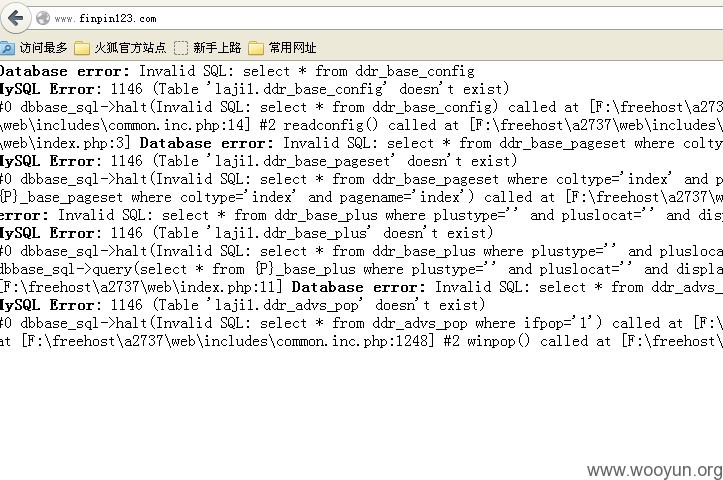 www.finpin123.com
访问最多 火狐官方站点 新手上路 常用网址
Database error: Invalid SQL: select * from ddr_base_config
MySQL Error: 1146 (Table 'laji1.ddr_base_config' doesn't exist)
#0 dbbase_sql->halt(Invalid SQL: select * from ddr_base_config) called at [F:\freehost\a2737
\web\includes\common.inc.php:14] #2 readconfig() called at [F:\freehost\a2737\web\includes\
\web\index.php:3] Database error: Invalid SQL: select * from ddr_base_pageset where colty
MySQL Error: 1146 (Table 'laji1.ddr_base_pageset' doesn't exist)
#0 dbbase_sql->halt(Invalid SQL: select * from ddr_base_pageset where coltype='index' and p
{P}_base_pageset where coltype='index' and pagename='index') called at [F:\freehost\a2737\w
error: Invalid SQL: select * from ddr_base_plus where plustype='' and pluslocat='' and disp
MySQL Error: 1146 (Table 'laji1.ddr_base_plus' doesn't exist)
#0 dbbase_sql->halt(Invalid SQL: select * from ddr_base_plus where plustype='' and plusloca
dbbase_sql->query(select * from {P}_base_plus where plustype='' and pluslocat='' and displa
[F:\freehost\a2737\web\index.php:11] Database error: Invalid SQL: select * from ddr_advs_
MySQL Error: 1146 (Table 'laji1.ddr_advs_pop' doesn't exist)
#0 dbbase_sql->halt(Invalid SQL: select * from ddr_advs_pop where ifpop='1') called at [F:\
at [F:\freehost\a2737\web\includes\common.inc.php:1248] #2 winpop() called at [F:\freehost\
www.wooyun.org